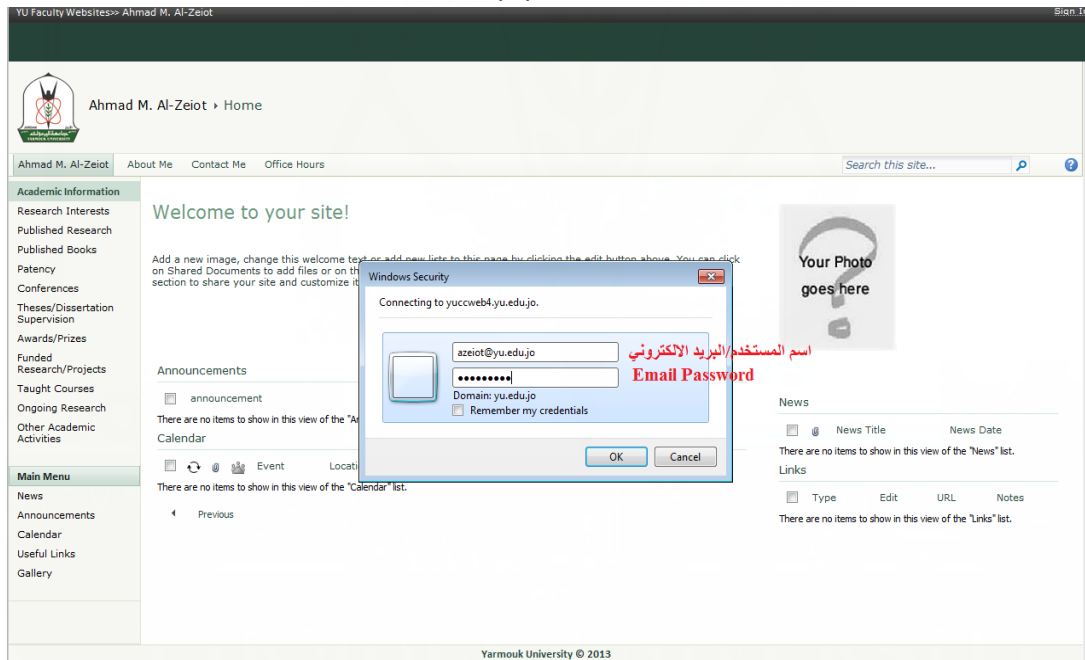 YU Faculty Websites>> Ahmad M. Al-Zeiot
Sign In
Ahmad M. Al-Zeiot › Home
Ahmad M. Al-Zeiot
About Me
Contact Me
Office Hours
Search this site...
Academic Information
Research Interests
Published Research
Published Books
Patency
Conferences
Theses/Dissertation
Supervision
Awards/Prizes
Funded
Research/Projects
Taught Courses
Ongoing Research
Other Academic
Activities
Main Menu
News
Announcements
Calendar
Useful Links
Gallery
Welcome to your site!
Add a new image, change this welcome text or add new lists to this page by clicking the edit button above. You can click
on Shared Documents to add files or on th
section to share your site and customize it
Announcements
announcement
There are no items to show in this view of the "An
Calendar
Event
Locati
There are no items to show in this view of the "Calendar" list.
Previous
Windows Security
Connecting to yuccweb4.yu.edu.jo.
azeiot@yu.edu.jo
اسم المستخدم/البريد الالكتروني
Email Password
Domain: yu.edu.jo
Remember my credentials
OK
Cancel
Your Photo
goes here
News
News Title
News Date
There are no items to show in this view of the "News" list.
Links
Type
Edit
URL
Notes
There are no items to show in this view of the "Links" list.
Yarmouk University © 2013